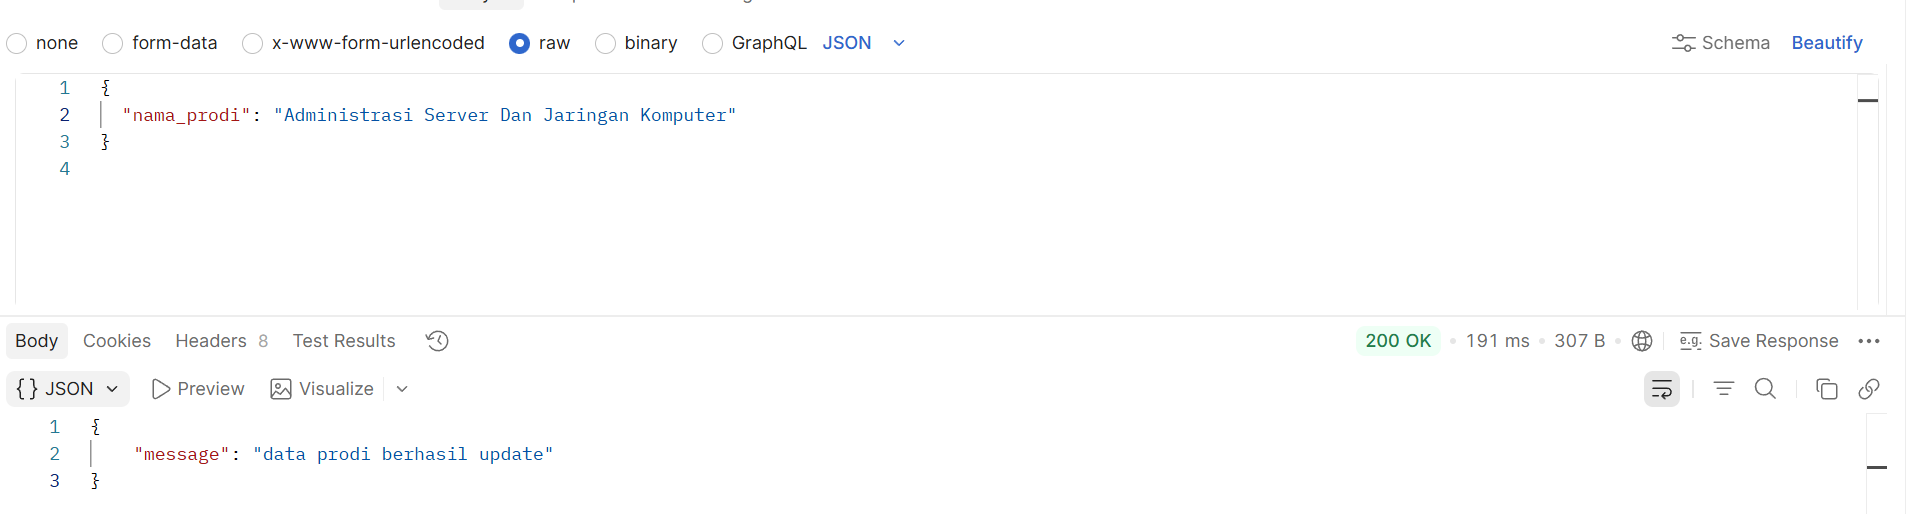 none form-data x-www-form-urlencoded raw binary GraphQL JSON Schema Beautify
1 {
2 "nama_prodi": "Administrasi Server Dan Jaringan Komputer"
3 }
4
Body Cookies Headers 8 Test Results 200 OK • 191 ms • 307 B • e.g. Save Response •••
{} JSON Preview Visualize
1 {
2 "message": "data prodi berhasil update"
3 }